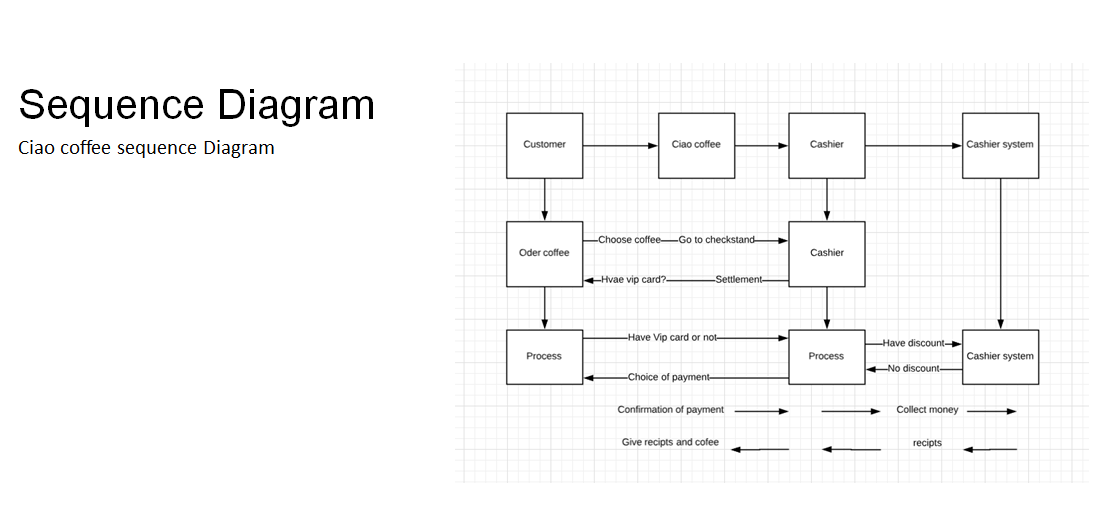 Sequence Diagram
Ciao coffee sequence Diagram
Customer
Ciao coffee
Cashier
Cashier system
Oder coffee
Choose coffee
Go to checkstand
Cashier
Hvae vip card?
Settlement
Process
Have Vip card or not
Process
Have discount
Cashier system
No discount
Choice of payment
Confirmation of payment
Collect money
Give recipts and cofee
recipts